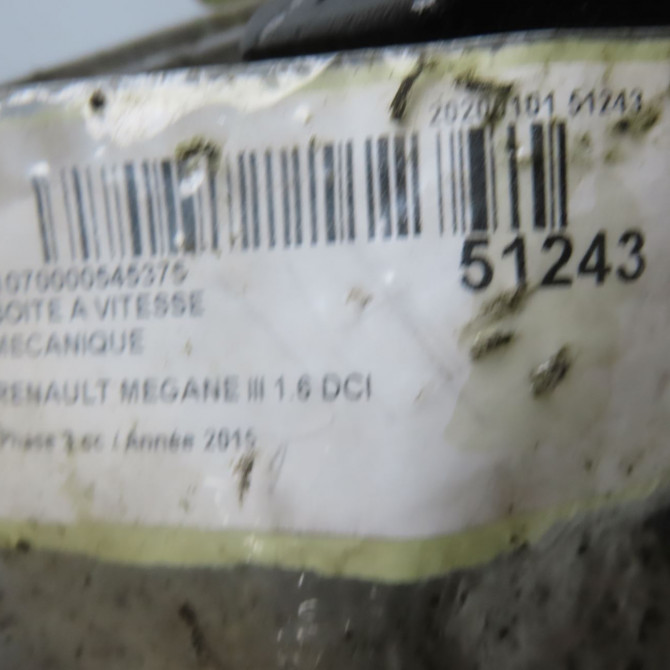 51243
51243
BOITE A VITESSE
MECANIQUE
RENAULT MEGANE III 1.6 DCI
Année 2015